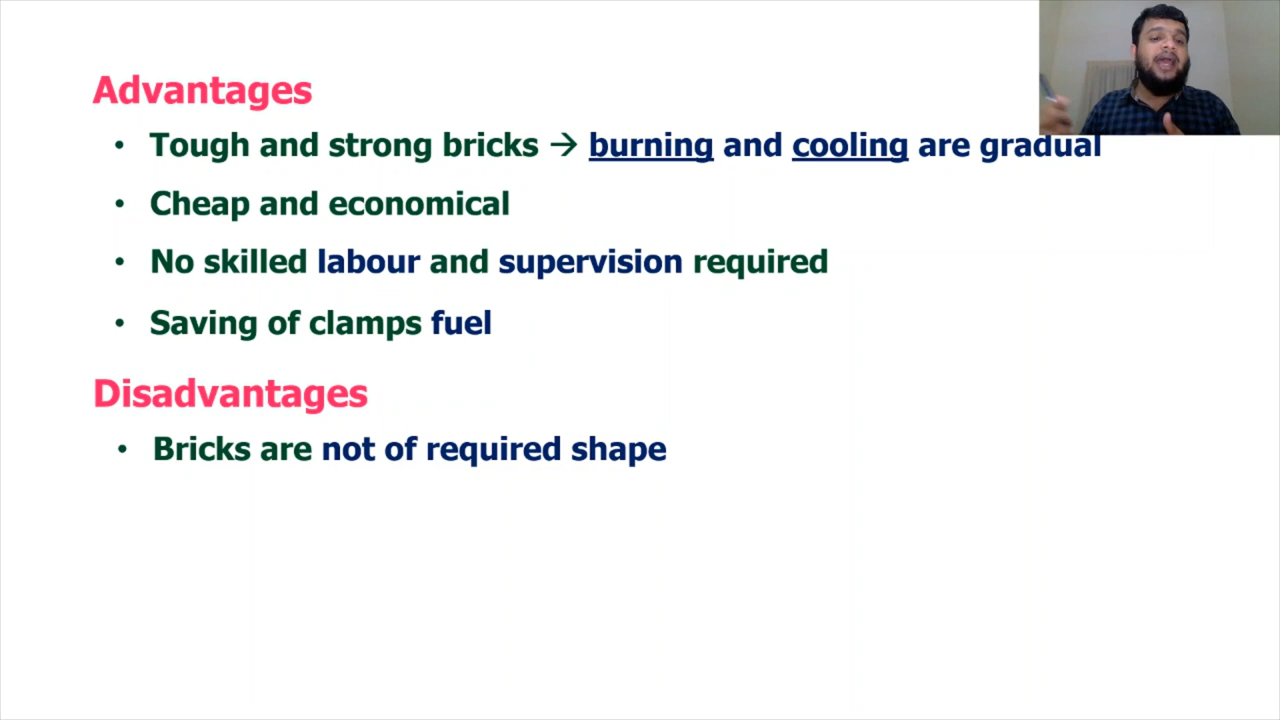 Advantages
• Tough and strong bricks → burning and cooling are gradual
• Cheap and economical
• No skilled labour and supervision required
• Saving of clamps fuel
Disadvantages
• Bricks are not of required shape